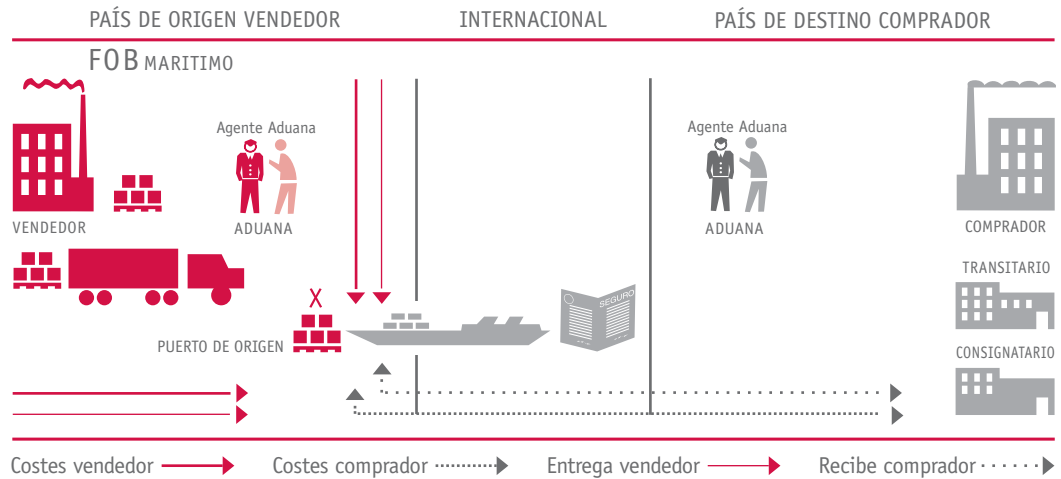 PAÍS DE ORIGEN VENDEDOR
INTERNACIONAL
PAÍS DE DESTINO COMPRADOR
FOB MARITIMO
Agente Aduana
Agente Aduana
VENDEDOR
ADUANA
ADUANA
COMPRADOR
TRANSITARIO
X
SEGURO
PUERTO DE ORIGEN
CONSIGNATARIO
Costes vendedor
Costes comprador
Entrega vendedor
Recibe comprador